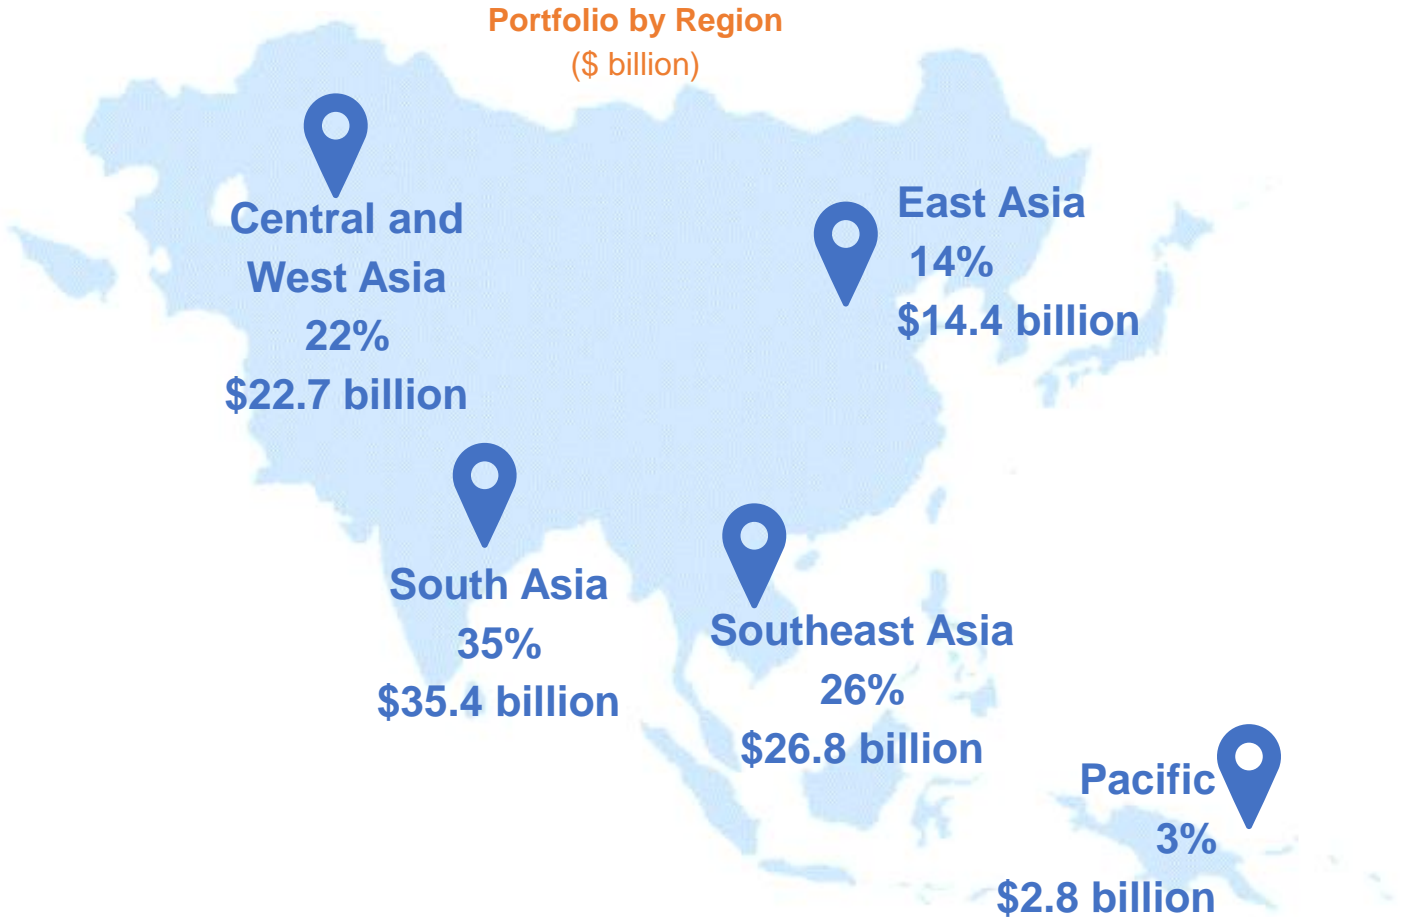 Portfolio by Region
($ billion)
Central and
West Asia
22%
$22.7 billion
East Asia
14%
$14.4 billion
South Asia
35%
$35.4 billion
Southeast Asia
26%
$26.8 billion
Pacific
3%
$2.8 billion